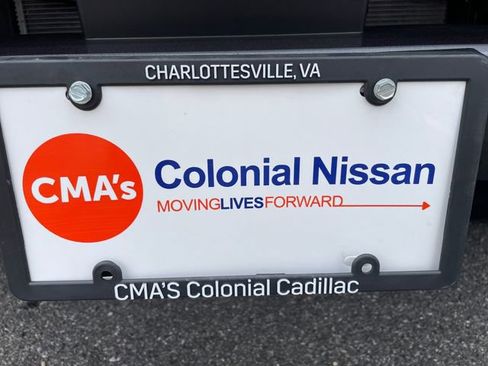 CHARLOTTESVILLE, VA
CMA's
Colonial Nissan
MOVINGLIVESFORWARD
CMA'S Colonial Cadillac